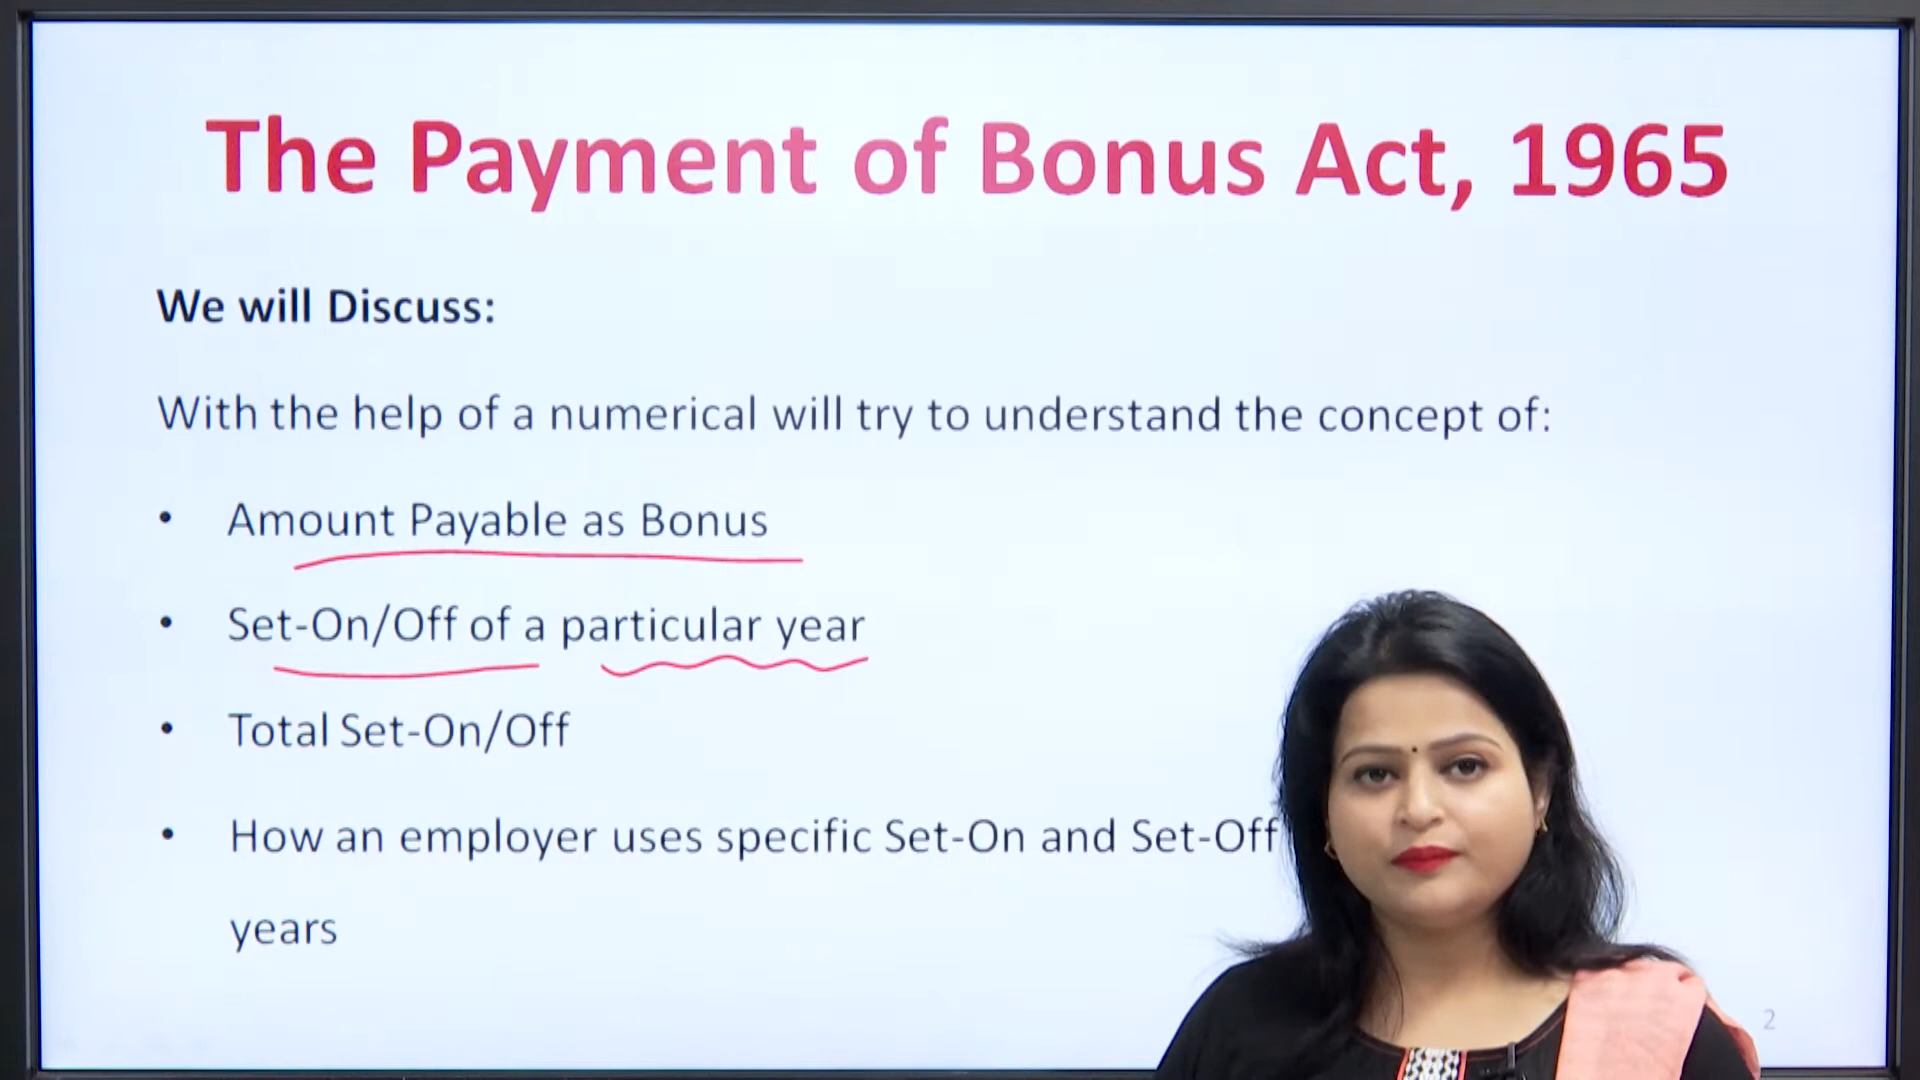 The Payment of Bonus Act, 1965
We will Discuss:
With the help of a numerical will try to understand the concept of:
• Amount Payable as Bonus
• Set-On/Off of a particular year
• Total Set-On/Off
• How an employer uses specific Set-On and Set-Off
years
2